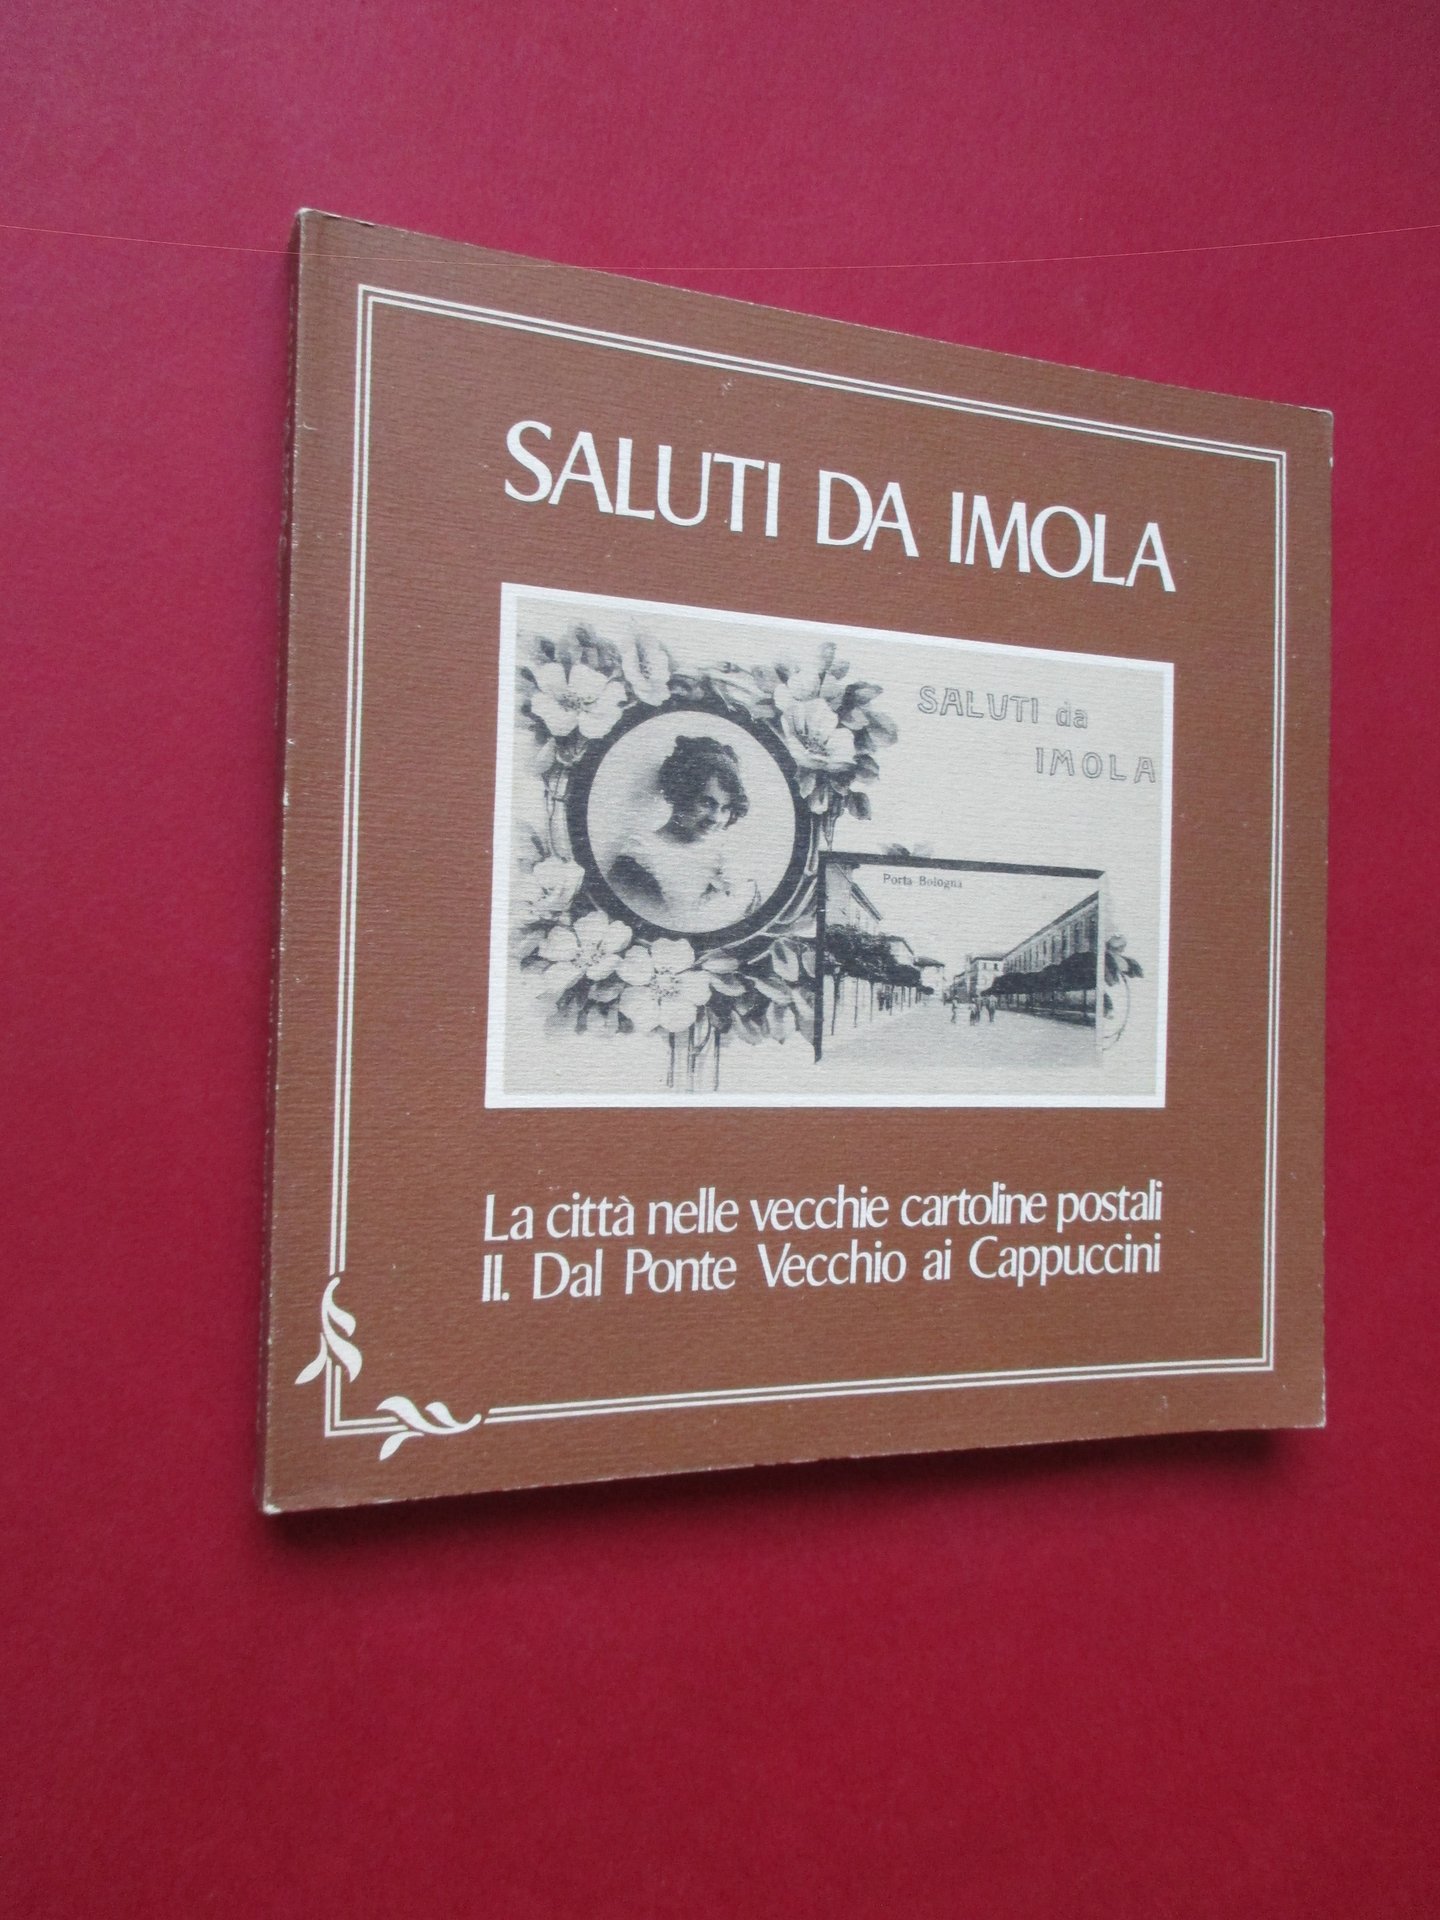 SALUTI DA IMOLA
SALUTI da
IMOLA
Porta Bologna
La città nelle vecchie cartoline postali
II. Dal Ponte Vecchio ai Cappuccini